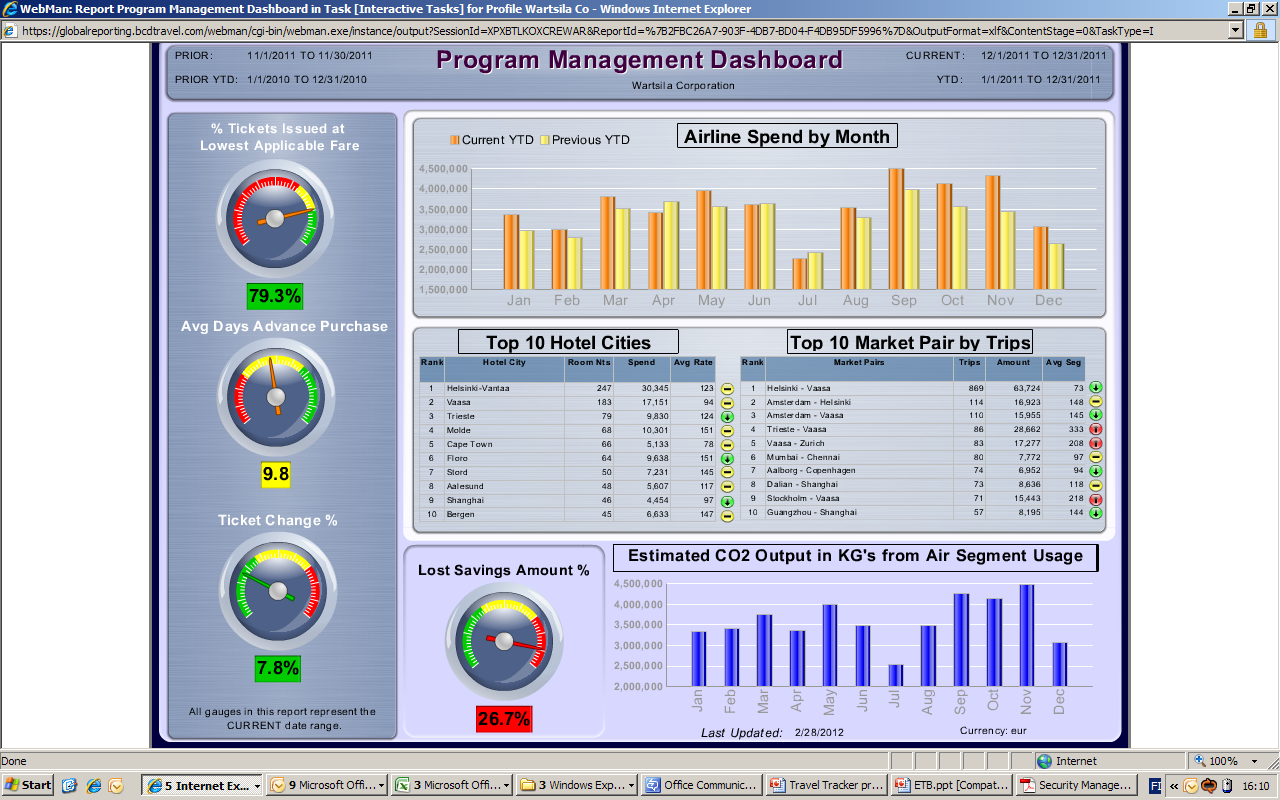 WebMan: Report Program Management Dashboard in Task [Interactive Tasks] for Profile Wartsila Co - Windows Internet Explorer
https://globalreporting.bcdtravel.com/webman/cgi-bin/webman.exe/instance/output?SessionId=XPXBTLKOXCREWAR&ReportId=%7B2FBC26A7-903F-4DB7-BD04-F4DB95DF5996%7D&OutputFormat=xlf&ContentStage=0&TaskType=I
PRIOR: 11/1/2011 TO 11/30/2011
PRIOR YTD: 1/1/2010 TO 12/31/2010
Program Management Dashboard
Wartsila Corporation
CURRENT: 12/1/2011 TO 12/31/2011
YTD: 1/1/2011 TO 12/31/2011
% Tickets Issued at
Lowest Applicable Fare
79.3%
Avg Days Advance Purchase
9.8
Ticket Change %
7.8%
All gauges in this report represent the
CURRENT date range.
Current YTD Previous YTD
Airline Spend by Month
4,500,000
4,000,000
3,500,000
3,000,000
2,500,000
2,000,000
1,500,000
Jan Feb Mar Apr May Jun Jul Aug Sep Oct Nov Dec
Top 10 Hotel Cities
Rank Hotel City Room Nts Spend Avg Rate
1 Helsinki-Vantaa 247 30,345 123
2 Vaasa 183 17,151 94
3 Trieste 79 9,830 124
4 Molde 68 10,301 151
5 Cape Town 66 5,133 78
6 Floro 64 9,638 151
7 Stord 50 7,231 145
8 Aalesund 48 5,607 117
9 Shanghai 46 4,454 97
10 Bergen 45 6,633 147
Top 10 Market Pair by Trips
Rank Market Pairs Trips Amount Avg Seg
1 Helsinki - Vaasa 869 63,724 73
2 Amsterdam - Helsinki 114 16,923 148
3 Amsterdam - Vaasa 110 15,955 145
4 Trieste - Vaasa 86 28,662 333
5 Vaasa - Zurich 83 17,277 208
6 Mumbai - Chennai 80 7,772 97
7 Aalborg - Copenhagen 74 6,952 94
8 Dalian - Shanghai 73 8,636 118
9 Stockholm - Vaasa 71 15,443 218
10 Guangzhou - Shanghai 57 8,195 144
Lost Savings Amount %
26.7%
Estimated CO2 Output in KG's from Air Segment Usage
4,500,000
4,000,000
3,500,000
3,000,000
2,500,000
2,000,000
Jan Feb Mar Apr May Jun Jul Aug Sep Oct Nov Dec
Last Updated: 2/28/2012
Currency: eur
Done
Internet
100%
Start
5 Internet Ex...
9 Microsoft Offi...
3 Microsoft Off...
3 Windows Exp...
Office Communic...
Travel Tracker pr...
ETB.ppt [Compat...
Security Manage...
FI
16:10